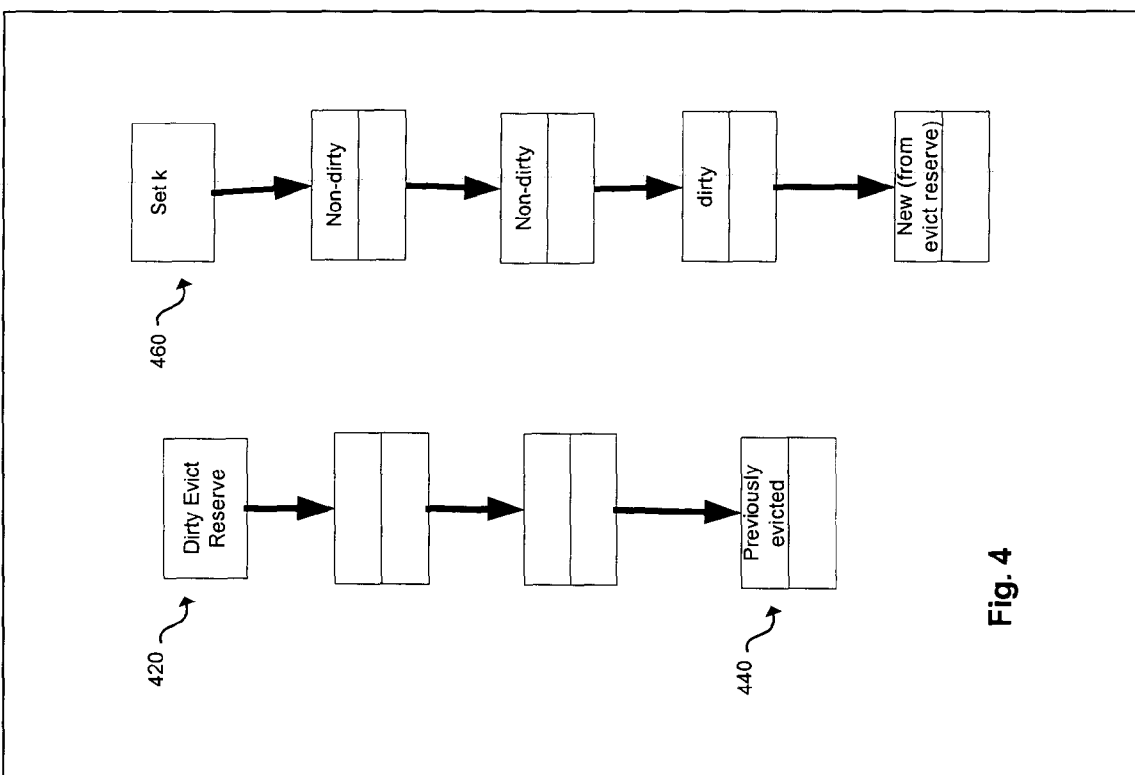 420
Dirty Evict
Reserve
Previously
evicted
440
460
Set k
Non-dirty
Non-dirty
dirty
New (from
evict reserve)
Fig. 4